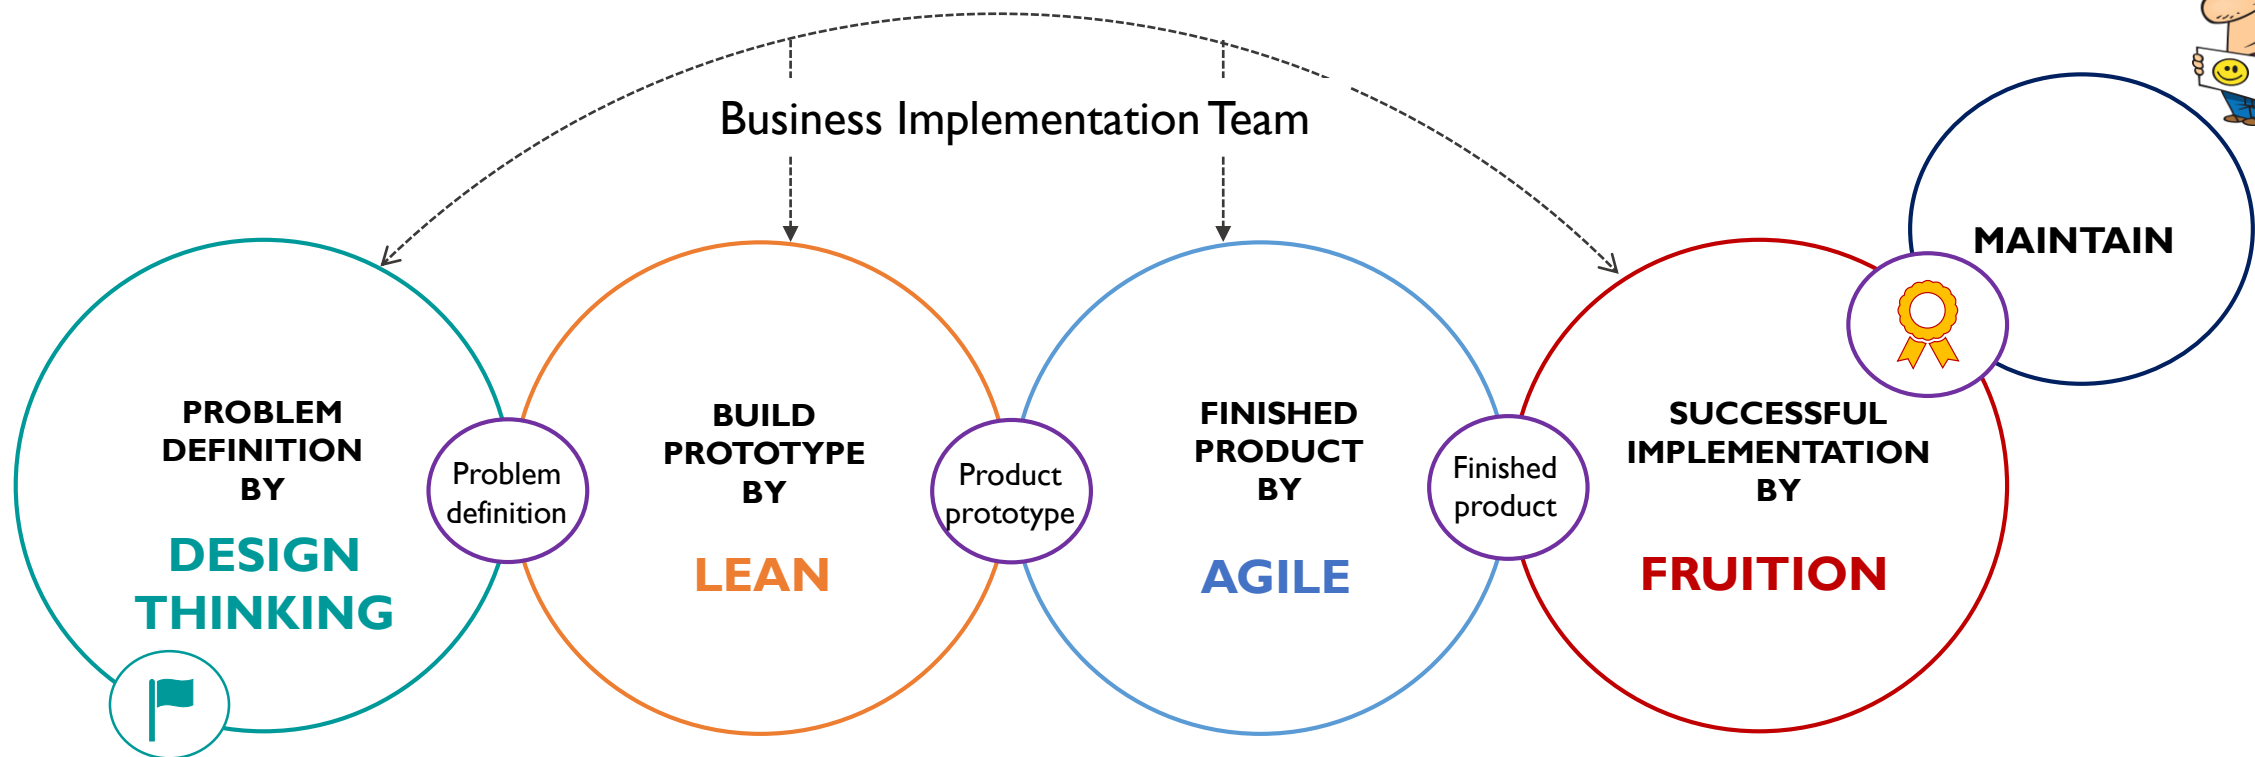 Business Implementation Team
PROBLEM
DEFINITION
BY
DESIGN
THINKING
Problem
definition
BUILD
PROTOTYPE
BY
LEAN
Product
prototype
FINISHED
PRODUCT
BY
AGILE
Finished
product
SUCCESSFUL
IMPLEMENTATION
BY
FRUITION
MAINTAIN